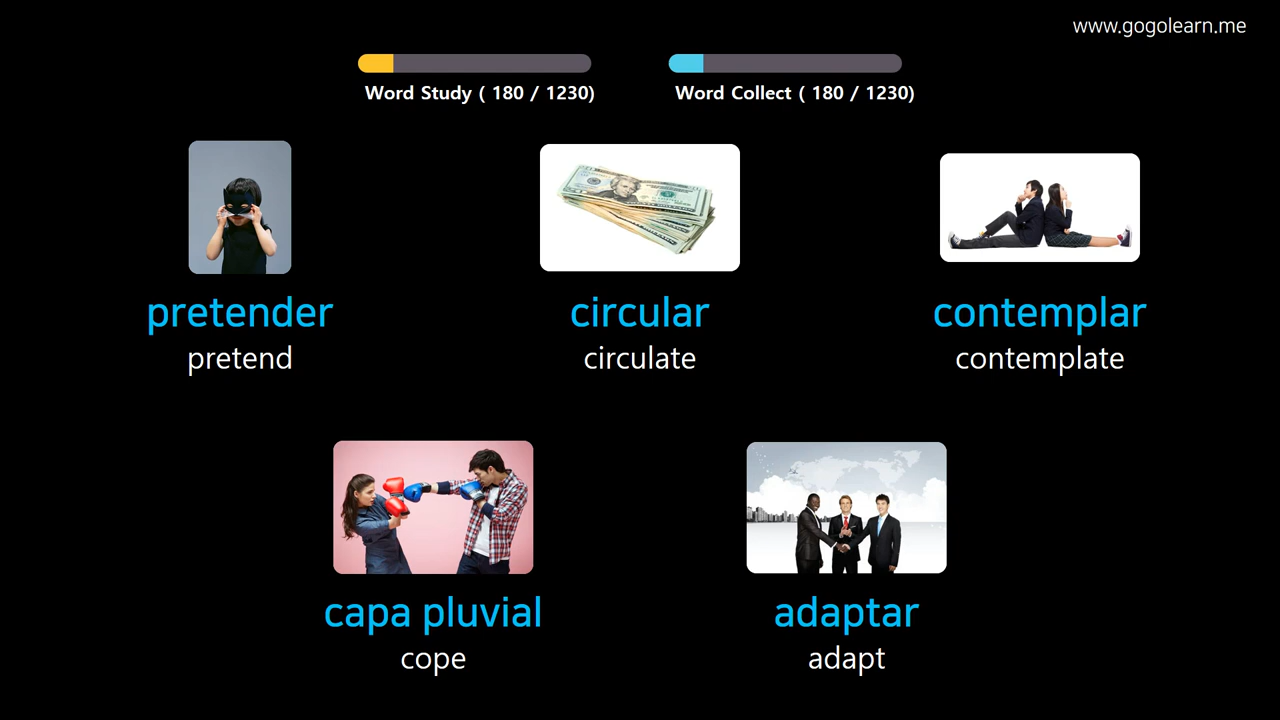 www.gogolearn.me
Word Study ( 180 / 1230)
Word Collect ( 180 / 1230)
pretender
pretend
circular
circulate
contemplar
contemplate
capa pluvial
cope
adaptar
adapt